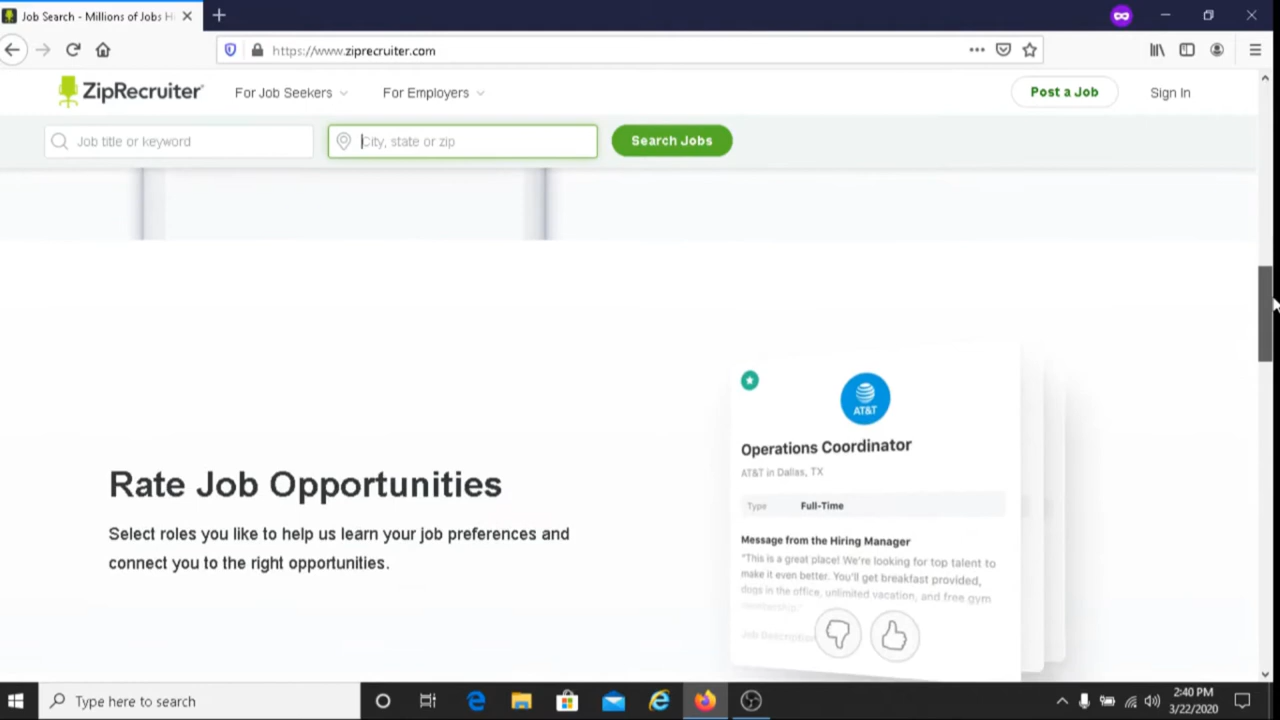 Job Search - Millions of Jobs H
https://www.ziprecruiter.com
ZipRecruiter
For Job Seekers
For Employers
Post a Job
Sign In
Job title or keyword
City, state or zip
Search Jobs
AT&T
Operations Coordinator
AT&T in Dallas, TX
Type Full-Time
Rate Job Opportunities
Select roles you like to help us learn your job preferences and
connect you to the right opportunities.
Message from the Hiring Manager
"This is a great place! We're looking for top talent to
make it even better. You'll get breakfast provided,
dogs in the office, unlimited vacation, and free gym
membership."
Job Description
Type here to search
2:40 PM
3/22/2020